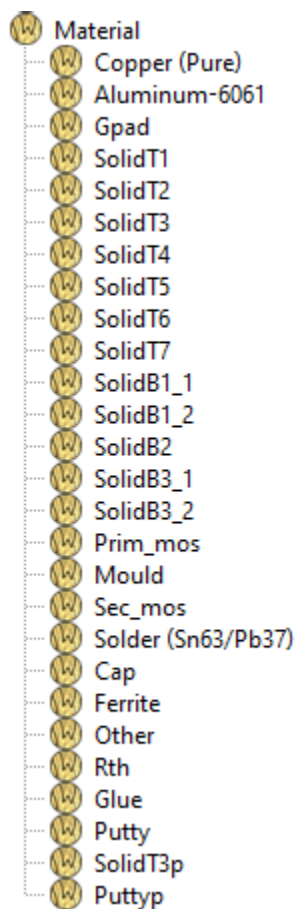 Material
Copper (Pure)
Aluminum-6061
Gpad
SolidT1
SolidT2
SolidT3
SolidT4
SolidT5
SolidT6
SolidT7
SolidB1_1
SolidB1_2
SolidB2
SolidB3_1
SolidB3_2
Prim_mos
Mould
Sec_mos
Solder (Sn63/Pb37)
Cap
Ferrite
Other
Rth
Glue
Putty
SolidT3p
Puttyp